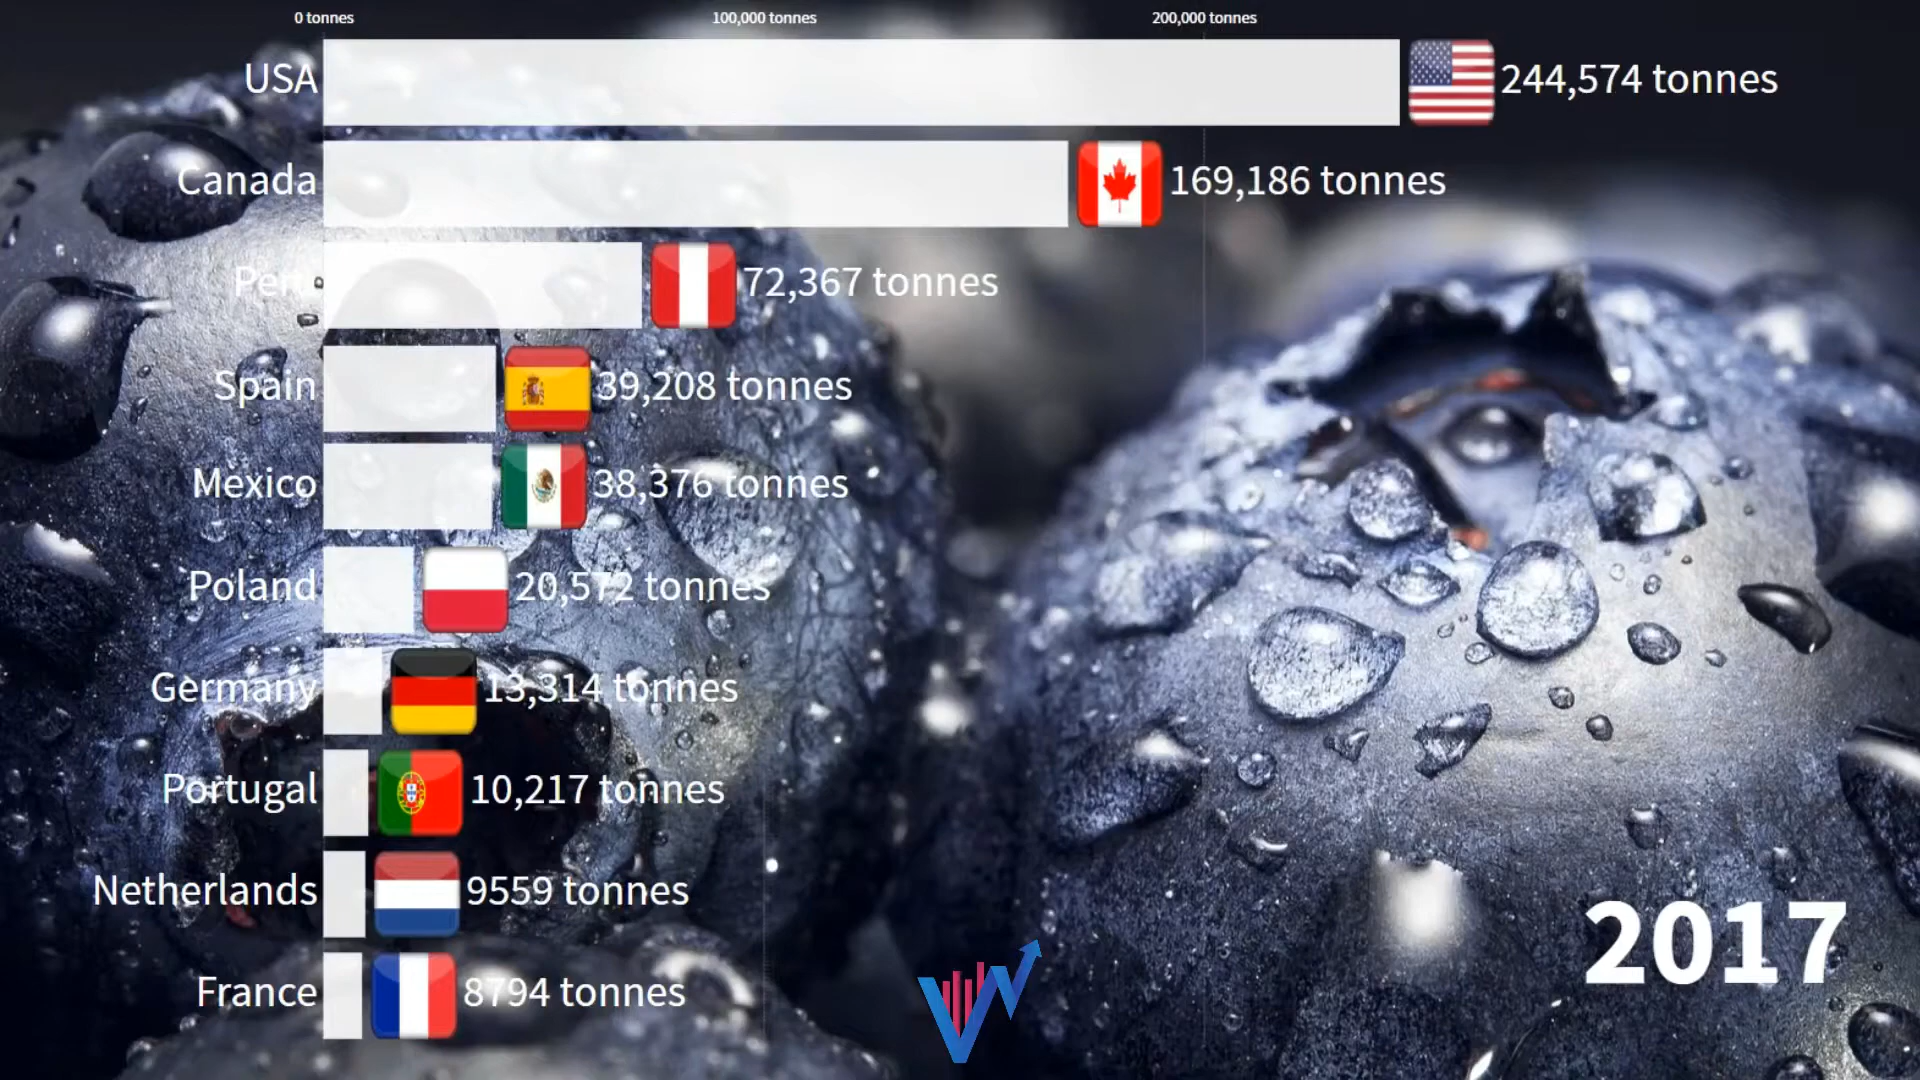 0 tonnes 100,000 tonnes 200,000 tonnes
USA 244,574 tonnes
Canada 169,186 tonnes
Peru 72,367 tonnes
Spain 39,208 tonnes
Mexico 38,376 tonnes
Poland 20,572 tonnes
Germany 13,314 tonnes
Portugal 10,217 tonnes
Netherlands 9559 tonnes
France 8794 tonnes
2017